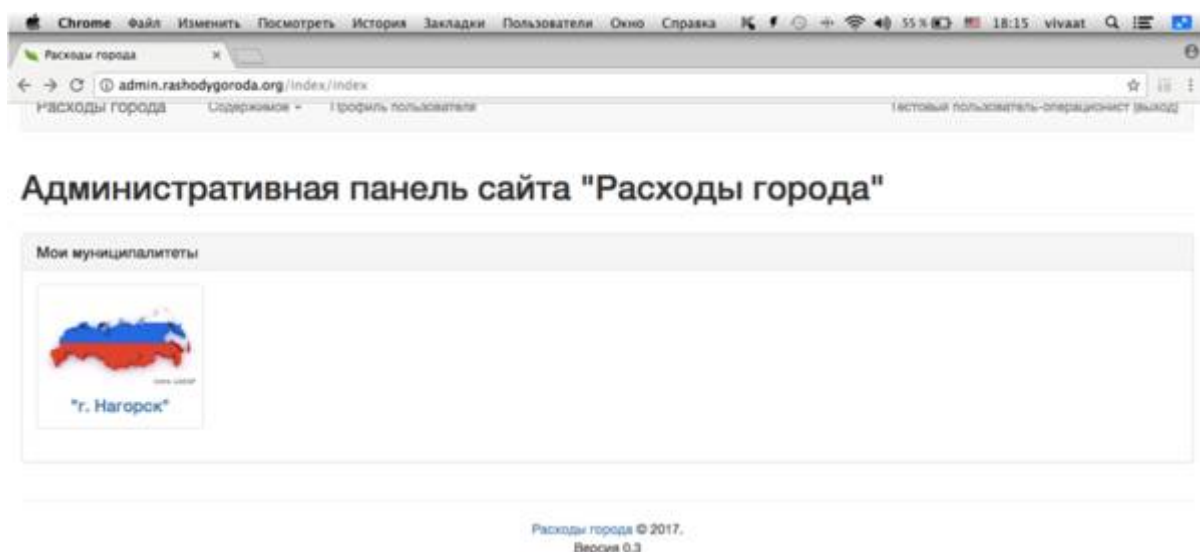 Chrome Файл Изменить Посмотреть История Закладки Пользователи Окно Справка 55 % 18:15 vivaat
Расходы города
admin.rashodygoroda.org/index/index
Расходы города Содержимое Профиль пользователя Тестовый пользователь-операционист (выход)
Административная панель сайта "Расходы города"
Мои муниципалитеты
"г. Нагорск"
Расходы города © 2017.
Версия 0.3